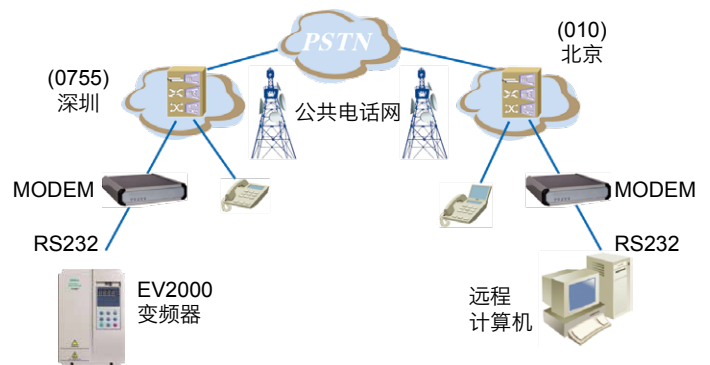 PSTN
(010)
北京
(0755)
深圳
公共电话网
MODEM
MODEM
RS232
RS232
EV2000
变频器
远程
计算机